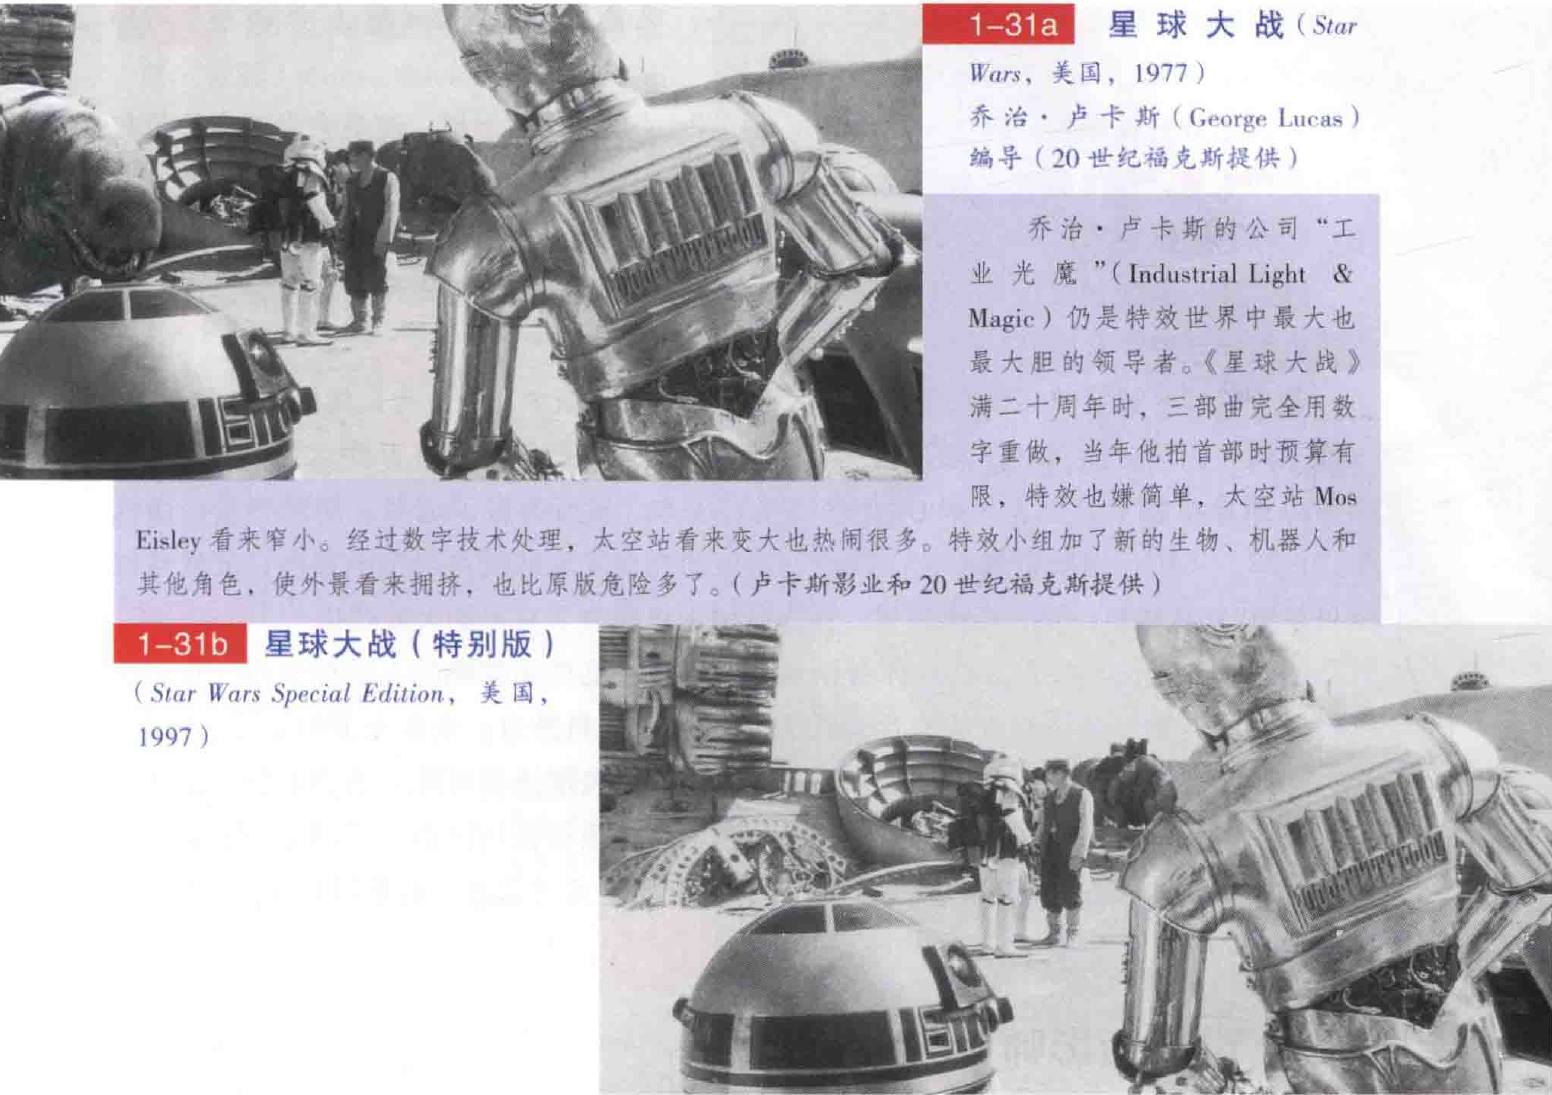 1-31a 星球大战(Star
Wars，美国，1977)
乔治·卢卡斯(George Lucas)
编导(20世纪福克斯提供)
乔治·卢卡斯的公司“工
业光魔”(Industrial Light &
Magic)仍是特效世界中最大也
最大胆的领导者。《星球大战》
满二十周年时，三部曲完全用数
字重做，当年他拍首部时预算有
限，特效也嫌简单，太空站 Mos
Eisley 看来窄小。经过数字技术处理，太空站看来变大也热闹很多。特效小组加了新的生物、机器人和
其他角色，使外景看来拥挤，也比原版危险多了。(卢卡斯影业和20世纪福克斯提供)
1-31b 星球大战(特别版)
(Star Wars Special Edition，美国，
1997)